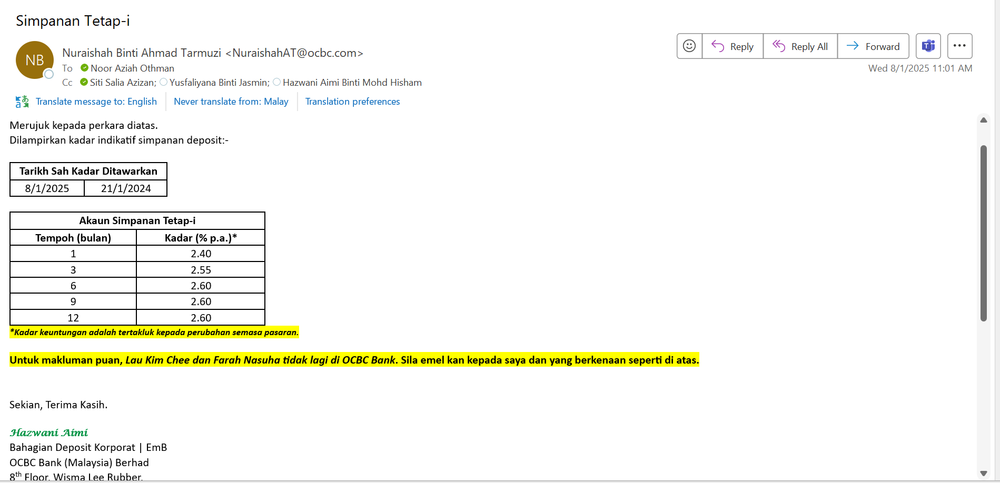 Simpanan Tetap-i
NB
Nuraishah Binti Ahmad Tarmuzi <NuraishahAT@ocbc.com>
Reply
Reply All
Forward
To Noor Aziah Othman
Wed 8/1/2025 11:01 AM
Cc Siti Salia Azizan; Yusfaliyana Binti Jasmin; Hazwani Aimi Binti Mohd Hisham
Translate message to: English
Never translate from: Malay
Translation preferences
Merujuk kepada perkara diatas.
Dilampirkan kadar indikatif simpanan deposit:-
Tarikh Sah Kadar Ditawarkan
8/1/2025 21/1/2024
Akaun Simpanan Tetap-i
Tempoh (bulan) Kadar (% p.a.)*
1 2.40
3 2.55
6 2.60
9 2.60
12 2.60
*Kadar keuntungan adalah tertakluk kepada perubahan semasa pasaran.
Untuk makluman puan, Lau Kim Chee dan Farah Nasuha tidak lagi di OCBC Bank. Sila emel kan kepada saya dan yang berkenaan seperti di atas.
Sekian, Terima Kasih.
Hazwani Aimi
Bahagian Deposit Korporat | EmB
OCBC Bank (Malaysia) Berhad
8th Floor, Wisma Lee Rubber,